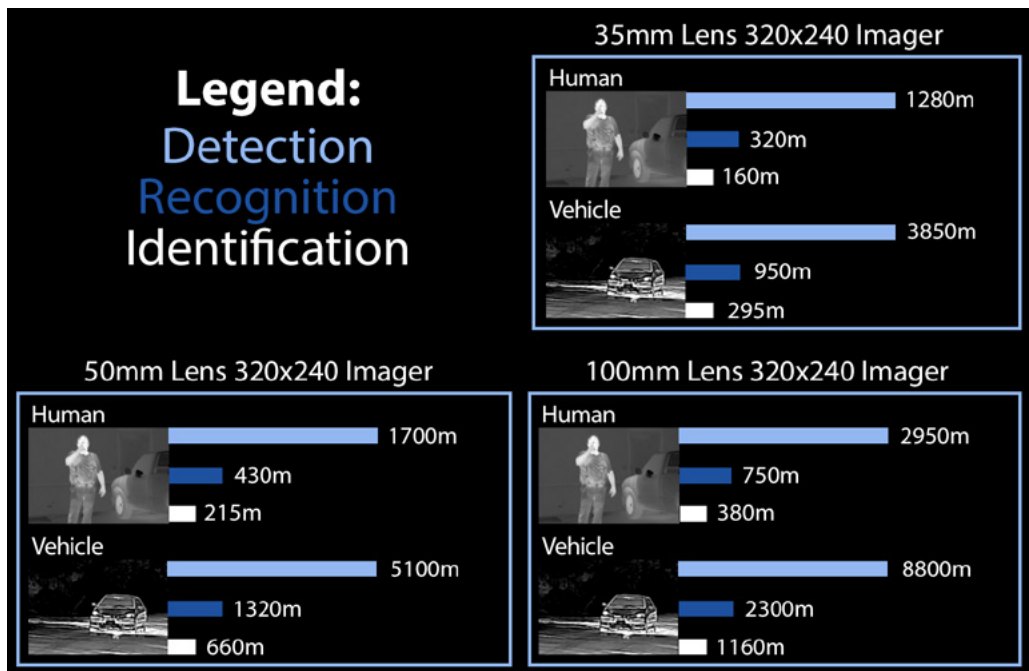 Legend:
Detection
Recognition
Identification
35mm Lens 320x240 Imager
Human
1280m
320m
160m
Vehicle
3850m
950m
295m
50mm Lens 320x240 Imager
Human
1700m
430m
215m
Vehicle
5100m
1320m
660m
100mm Lens 320x240 Imager
Human
2950m
750m
380m
Vehicle
8800m
2300m
1160m